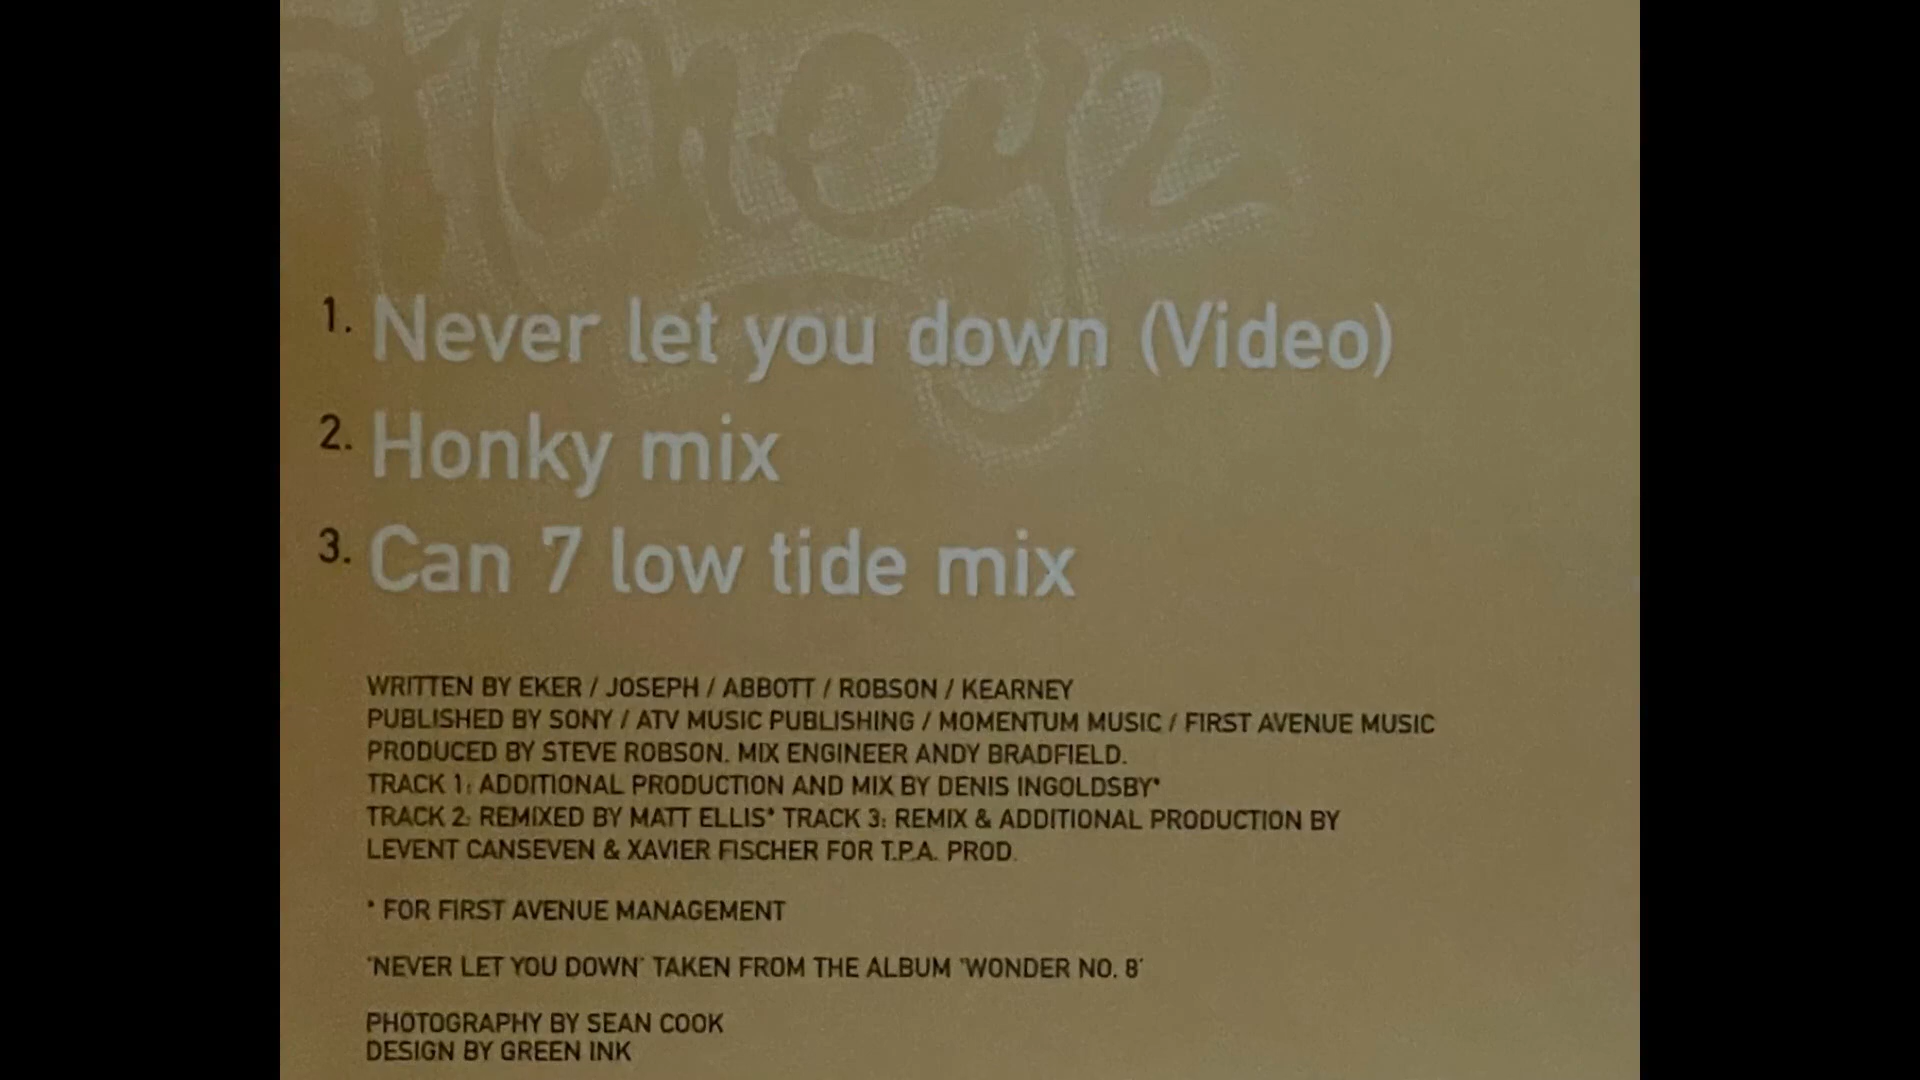 Honeyz
1. Never let you down (Video)
2. Honky mix
3. Can 7 low tide mix
WRITTEN BY EKER / JOSEPH / ABBOTT / ROBSON / KEARNEY
PUBLISHED BY SONY / ATV MUSIC PUBLISHING / MOMENTUM MUSIC / FIRST AVENUE MUSIC
PRODUCED BY STEVE ROBSON. MIX ENGINEER ANDY BRADFIELD.
TRACK 1: ADDITIONAL PRODUCTION AND MIX BY DENIS INGOLDSBY*
TRACK 2: REMIXED BY MATT ELLIS* TRACK 3: REMIX & ADDITIONAL PRODUCTION BY
LEVENT CANSEVEN & XAVIER FISCHER FOR T.P.A. PROD.
* FOR FIRST AVENUE MANAGEMENT
'NEVER LET YOU DOWN' TAKEN FROM THE ALBUM 'WONDER NO. 8'
PHOTOGRAPHY BY SEAN COOK
DESIGN BY GREEN INK